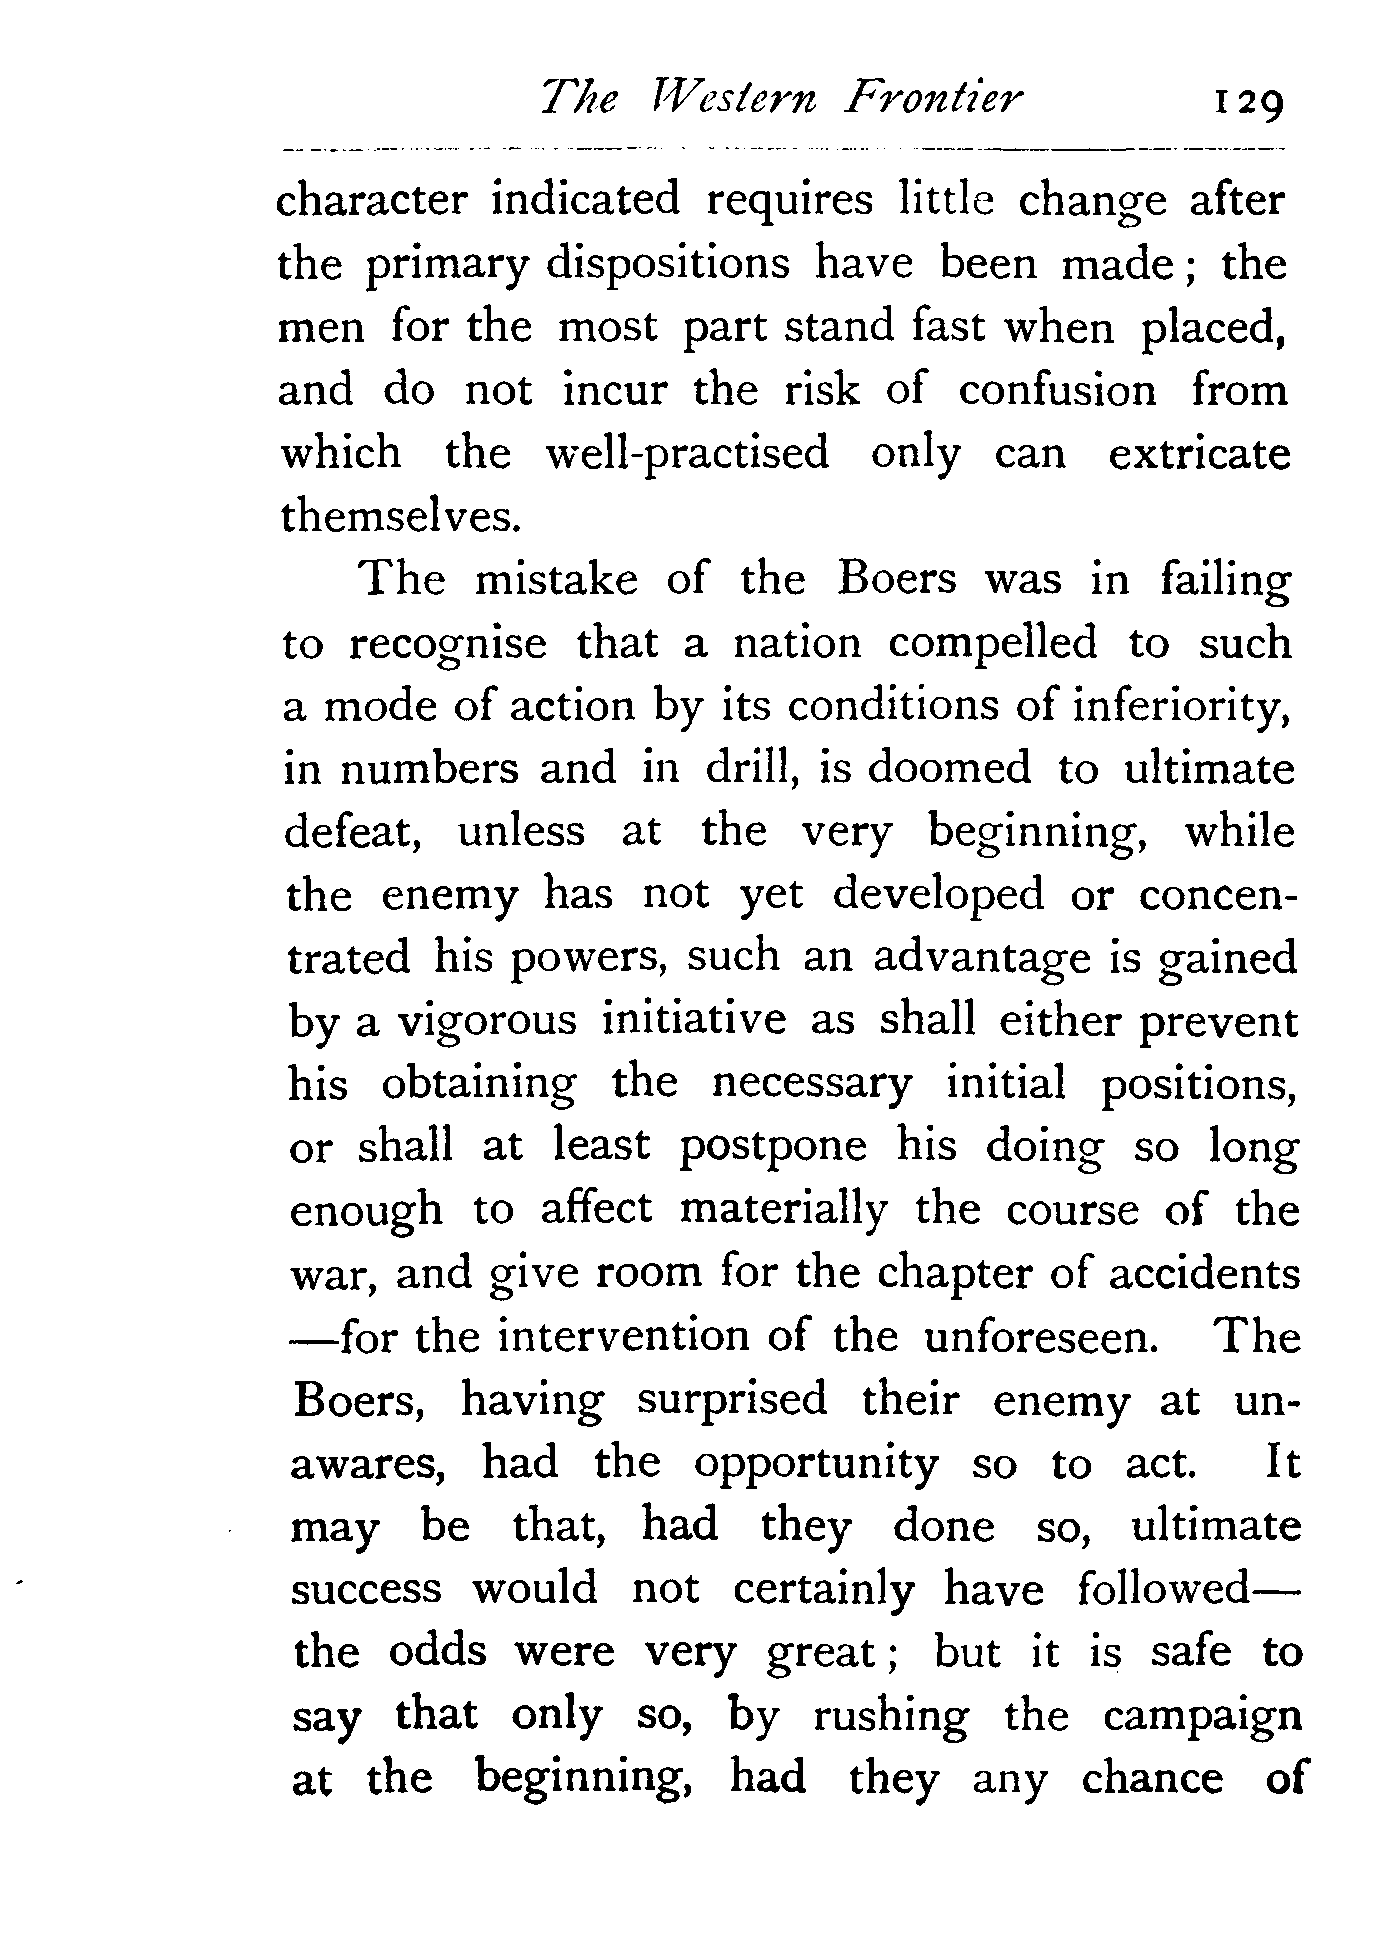 The Western Frontier 129
character indicated requires little change after
the primary dispositions have been made ; the
men for the most part stand fast when placed,
and do not incur the risk of confusion from
which the well-practised only can extricate
themselves.
The mistake of the Boers was in failing
to recognise that a nation compelled to such
a mode of action by its conditions of inferiority,
in numbers and in drill, is doomed to ultimate
defeat, unless at the very beginning, while
the enemy has not yet developed or concen-
trated his powers, such an advantage is gained
by a vigorous initiative as shall either prevent
his obtaining the necessary initial positions,
or shall at least postpone his doing so long
enough to affect materially the course of the
war, and give room for the chapter of accidents
—for the intervention of the unforeseen. The
Boers, having surprised their enemy at un-
awares, had the opportunity so to act. It
may be that, had they done so, ultimate
success would not certainly have followed—
the odds were very great ; but it is safe to
say that only so, by rushing the campaign
at the beginning, had they any chance of